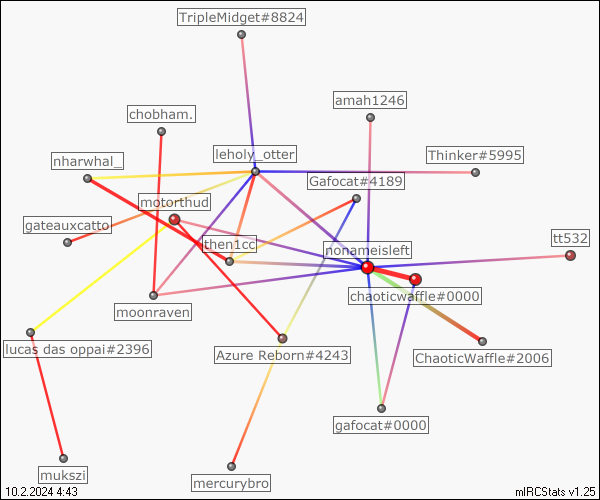 TripleMidget#8824
amah1246
chobham.
leholy_otter
Thinker#5995
nharwhal_
Gafocat#4189
motorthud
gateauxcatto
then1cc
nonameisleft
tt532
chaoticwaffle#0000
moonraven
lucas das oppai#2396
Azure Reborn#4243
ChaoticWaffle#2006
gafocat#0000
mukszi
mercurybro
10.2.2024 4:43
mIRCStats v1.25